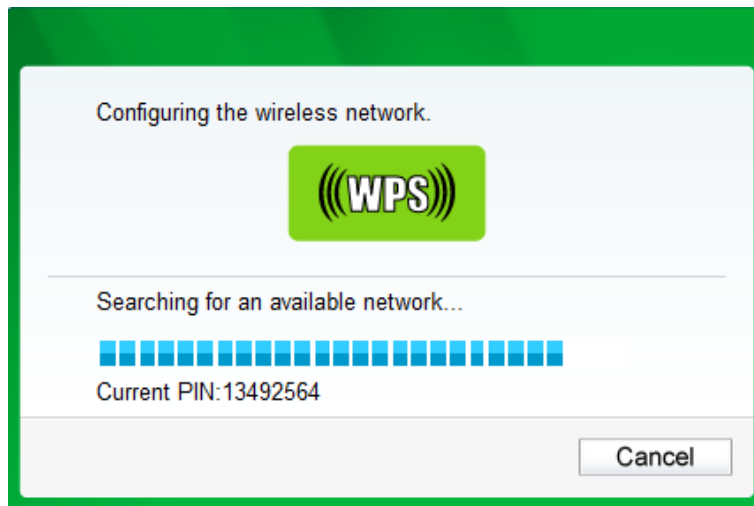 Configuring the wireless network.
(((WPS)))
Searching for an available network...
Current PIN:13492564
Cancel